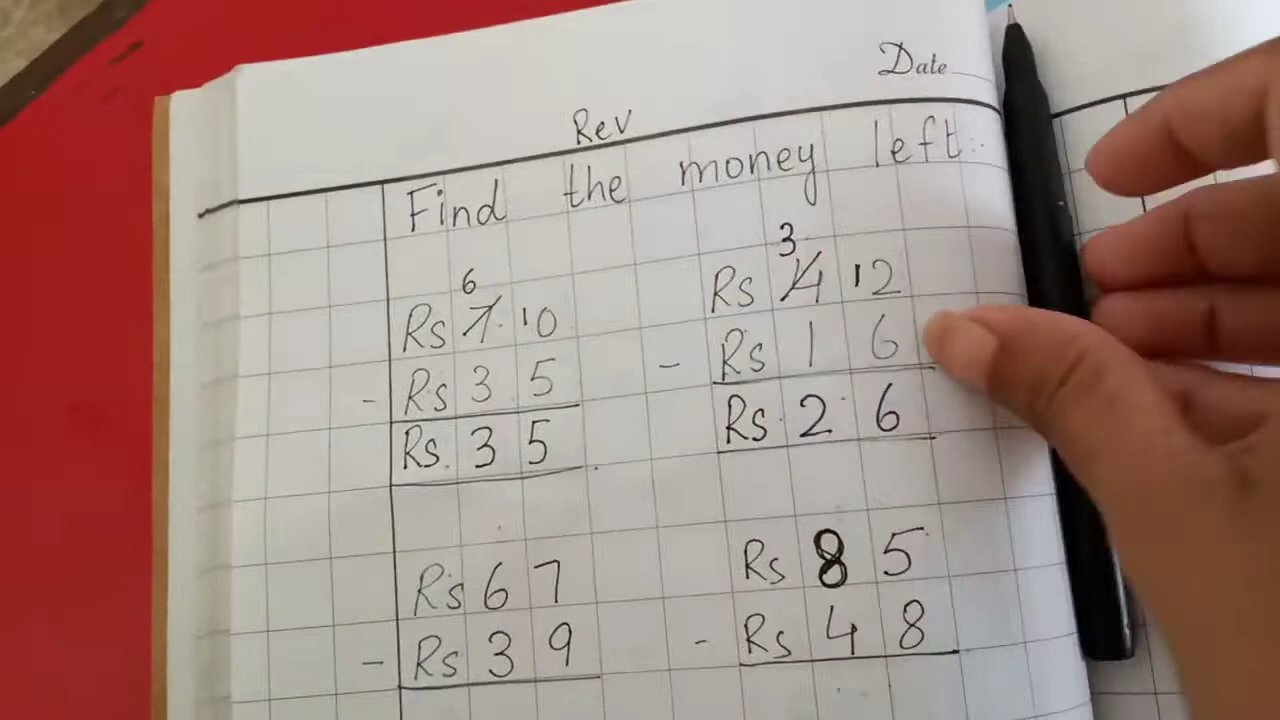 Date
Rev
Find the money left:
6 3
Rs 7 10 Rs 4 12
- Rs 3 5 - Rs 1 6
Rs. 3 5 Rs 2 6
Rs 6 7 Rs 8 5
- Rs 3 9 - Rs 4 8